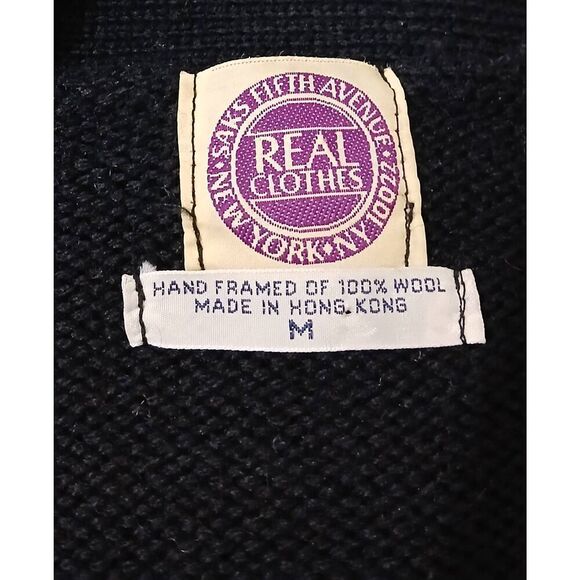 SAKS FIFTH AVENUE
NEW YORK • NY 10022
REAL
CLOTHES
HAND FRAMED OF 100% WOOL
MADE IN HONG KONG
M